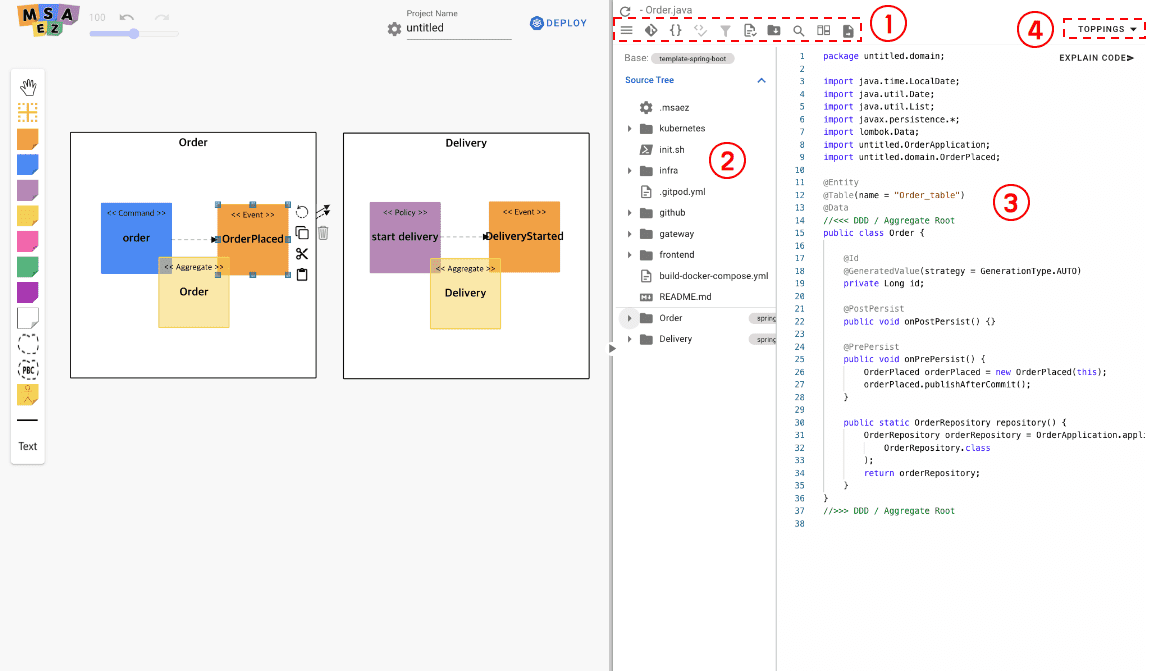 MSA
EZ
100
Project Name
untitled
DEPLOY
- Order.java
1
4
TOPPINGS
PBC
Text
Order
<< Command >>
order
<< Event >>
OrderPlaced
<< Aggregate >>
Order
Delivery
<< Policy >>
start delivery
<< Event >>
DeliveryStarted
<< Aggregate >>
Delivery
{}
Base: template-spring-boot
Source Tree
.msaez
kubernetes
init.sh
2
infra
.gitpod.yml
github
gateway
frontend
build-docker-compose.yml
README.md
Order spring
Delivery spring
EXPLAIN CODE
3
1 package untitled.domain;
2
3 import java.time.LocalDate;
4 import java.util.Date;
5 import java.util.List;
6 import javax.persistence.*;
7 import lombok.Data;
8 import untitled.OrderApplication;
9 import untitled.domain.OrderPlaced;
10
11 @Entity
12 @Table(name = "Order_table")
13 @Data
14 //<<< DDD / Aggregate Root
15 public class Order {
16
17 @Id
18 @GeneratedValue(strategy = GenerationType.AUTO)
19 private Long id;
20
21 @PostPersist
22 public void onPostPersist() {}
23
24 @PrePersist
25 public void onPrePersist() {
26 OrderPlaced orderPlaced = new OrderPlaced(this);
27 orderPlaced.publishAfterCommit();
28 }
29
30 public static OrderRepository repository() {
31 OrderRepository orderRepository = OrderApplication.appli
32 OrderRepository.class
33 );
34 return orderRepository;
35 }
36 }
37 //>>> DDD / Aggregate Root
38